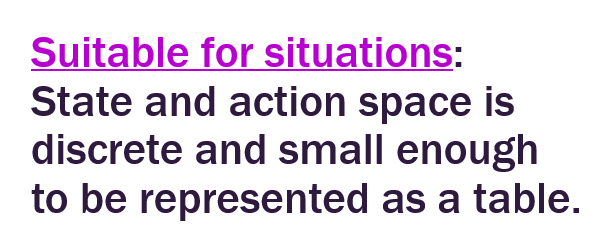 Suitable for situations:
State and action space is
discrete and small enough
to be represented as a table.